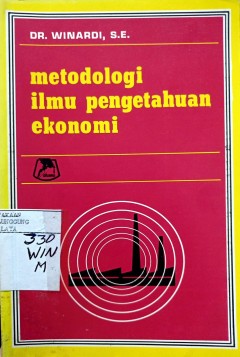 DR. WINARDI, S.E.
metodologi
ilmu pengetahuan
ekonomi
330
WIN
M